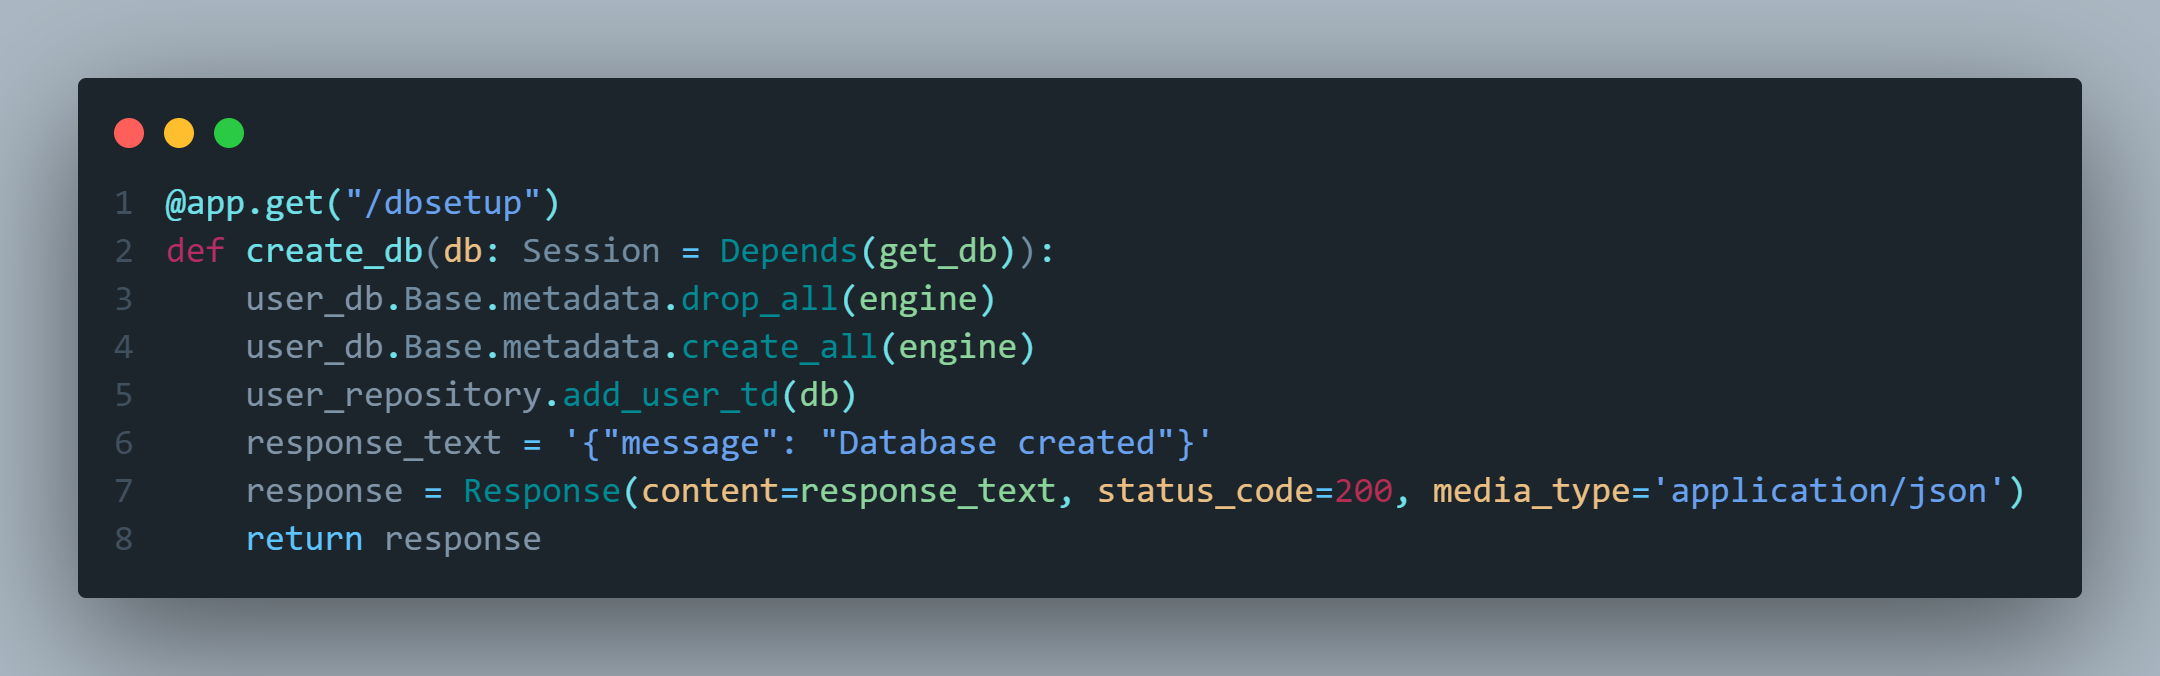 1 @app.get("/dbsetup")
2 def create_db(db: Session = Depends(get_db)):
3     user_db.Base.metadata.drop_all(engine)
4     user_db.Base.metadata.create_all(engine)
5     user_repository.add_user_td(db)
6     response_text = '{"message": "Database created"}'
7     response = Response(content=response_text, status_code=200, media_type='application/json')
8     return response